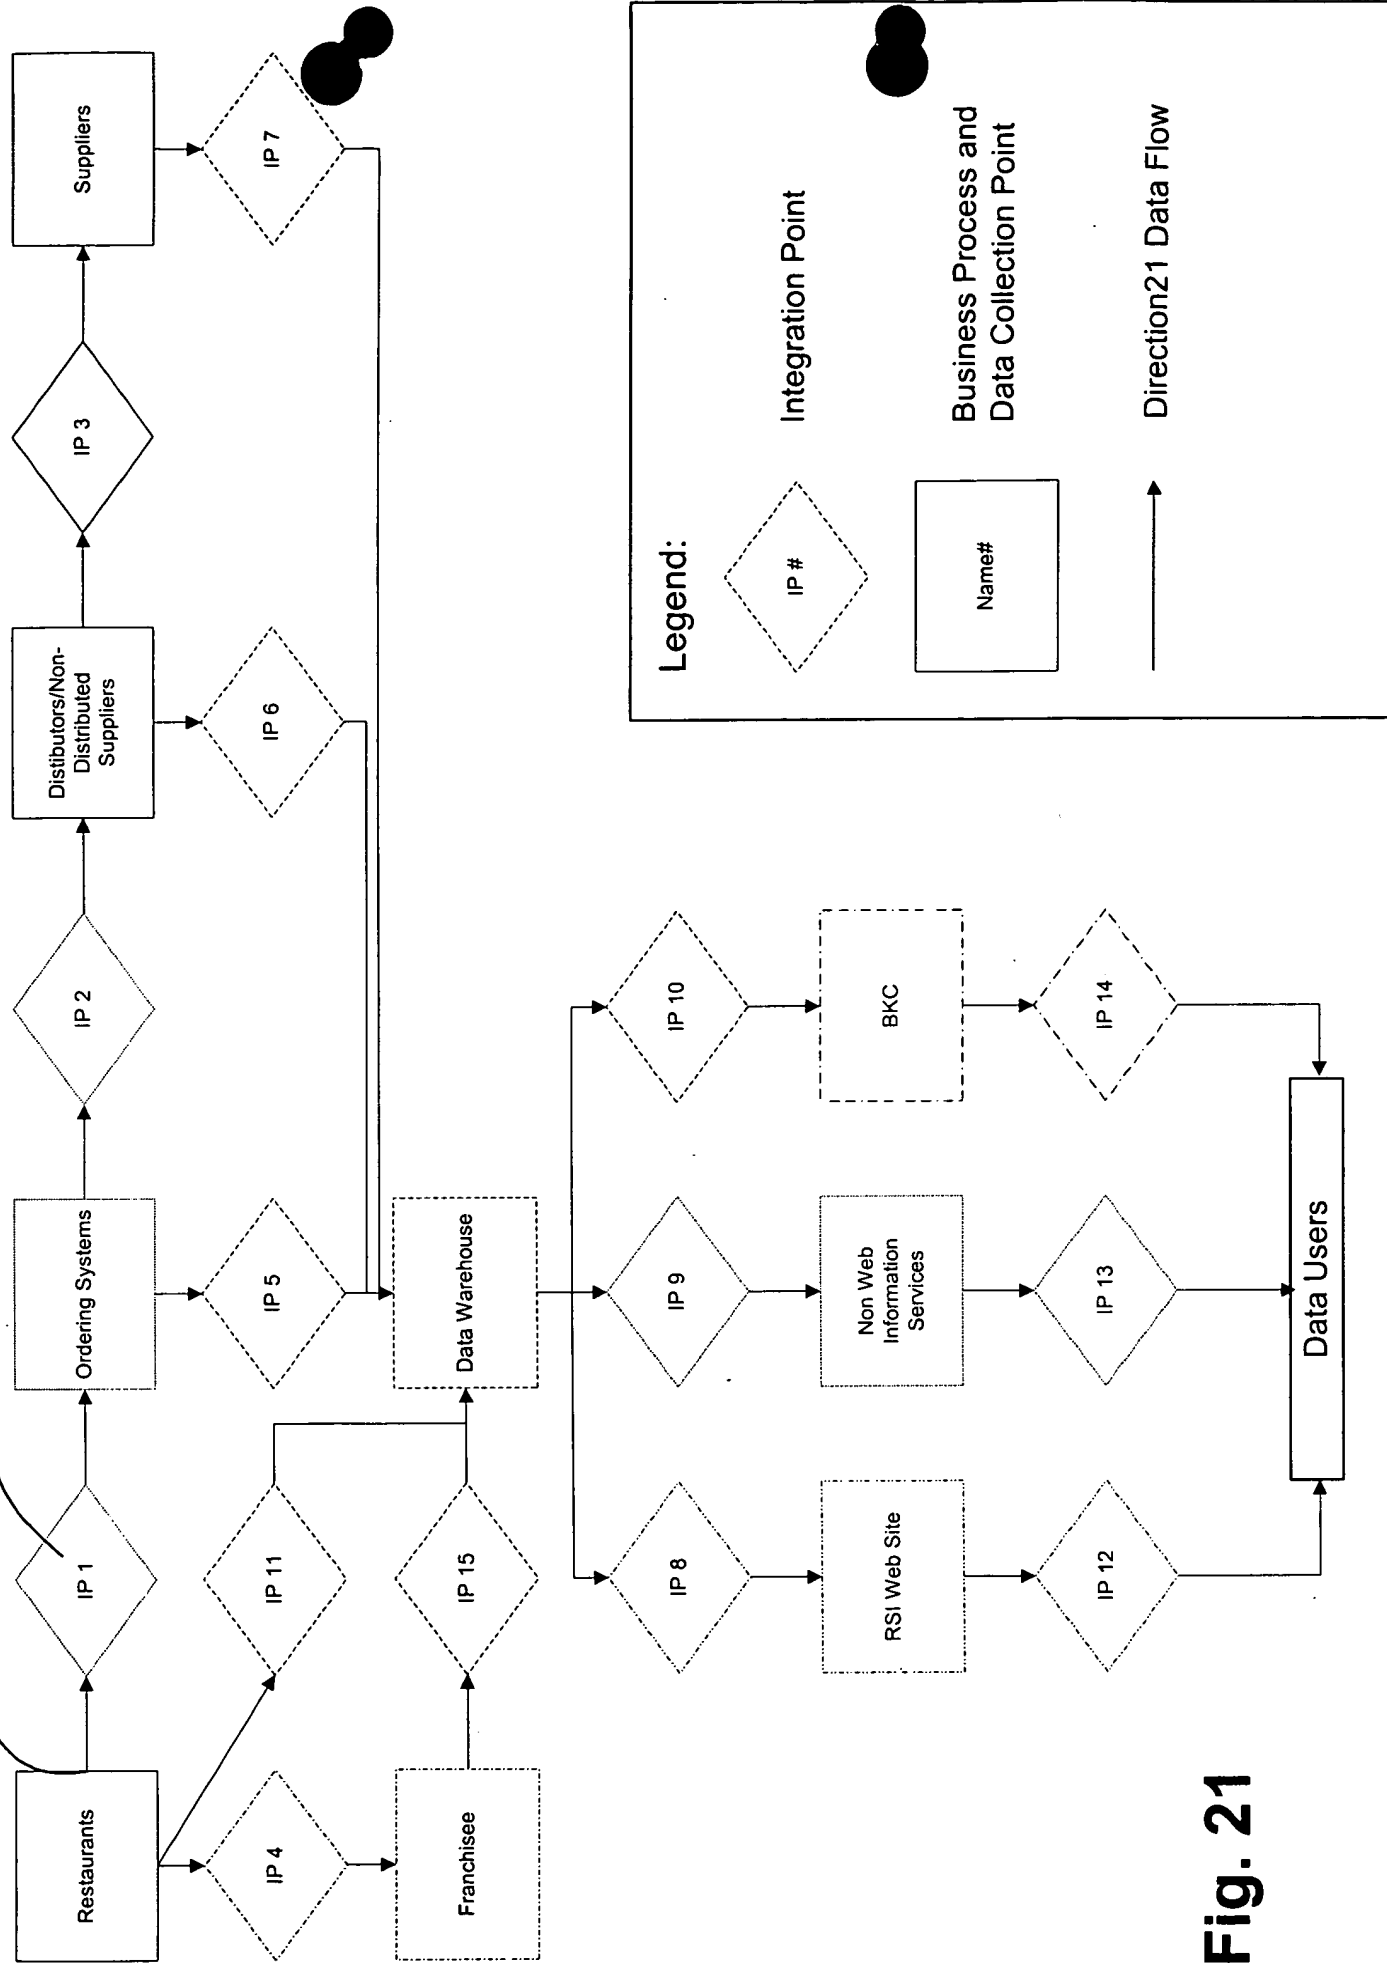 Restaurants
IP 1
Ordering Systems
IP 2
Distibutors/Non-
Distributed
Suppliers
IP 3
Suppliers
IP 4
IP 11
IP 5
IP 6
IP 7
Franchisee
IP 15
Data Warehouse
IP 8
IP 9
IP 10
RSI Web Site
Non Web
Information
Services
BKC
IP 12
IP 13
IP 14
Data Users
Legend:
IP #
Integration Point
Name#
Business Process and
Data Collection Point
Direction21 Data Flow
Fig. 21